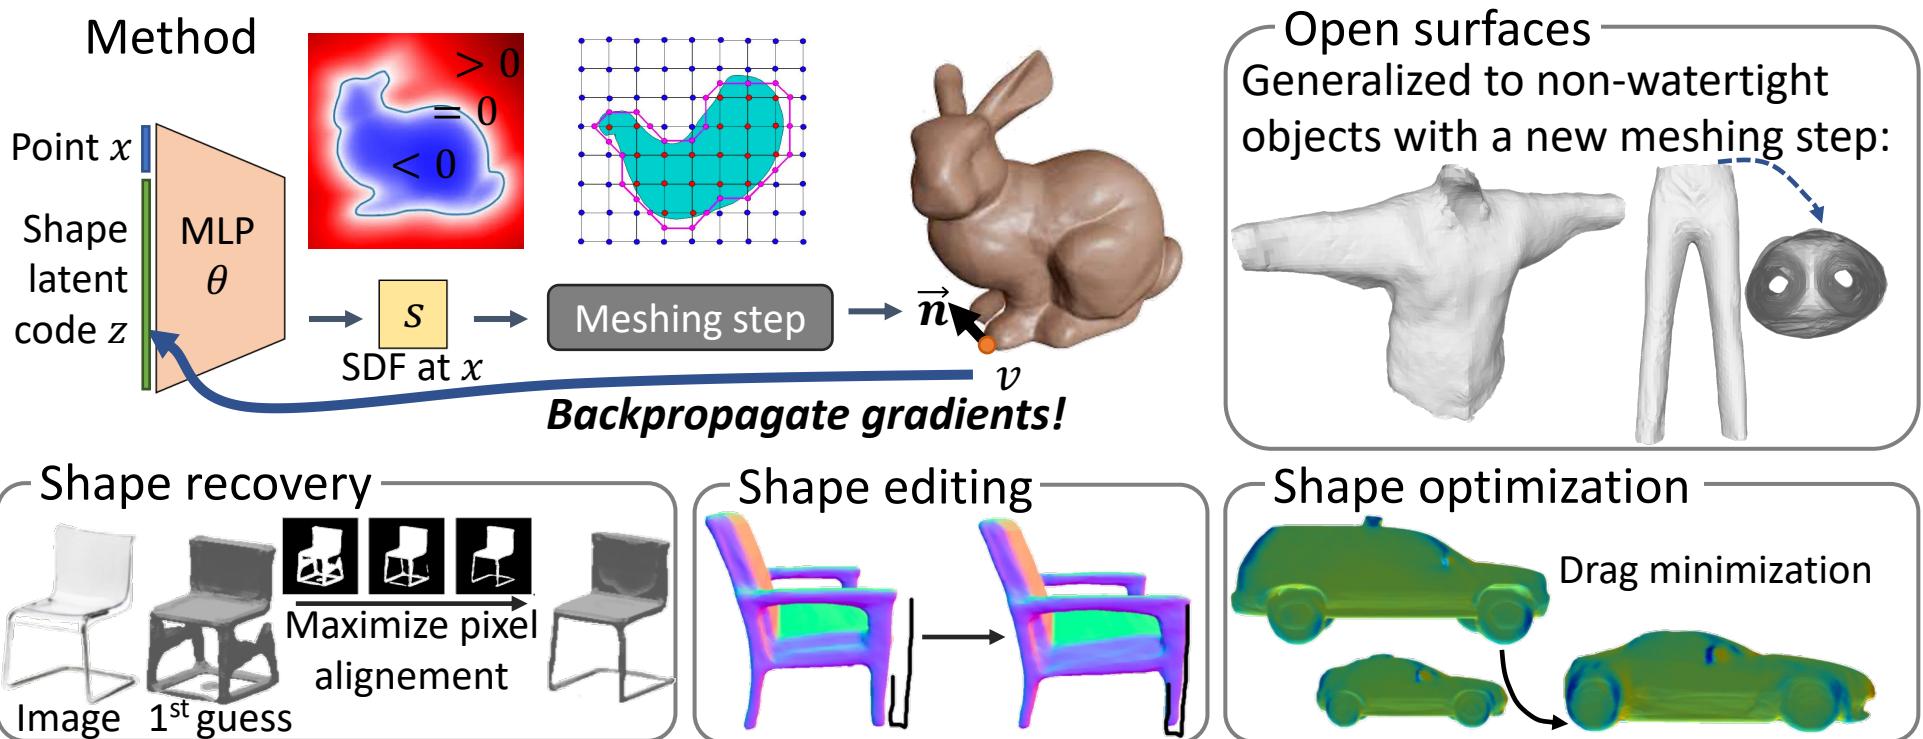 Method
> 0
= 0
< 0
Point x
Shape
latent
code z
MLP
θ
s
SDF at x
Meshing step
n
v
Backpropagate gradients!
Open surfaces
Generalized to non-watertight
objects with a new meshing step:
Shape recovery
Maximize pixel
alignement
Image
1st guess
Shape editing
Shape optimization
Drag minimization